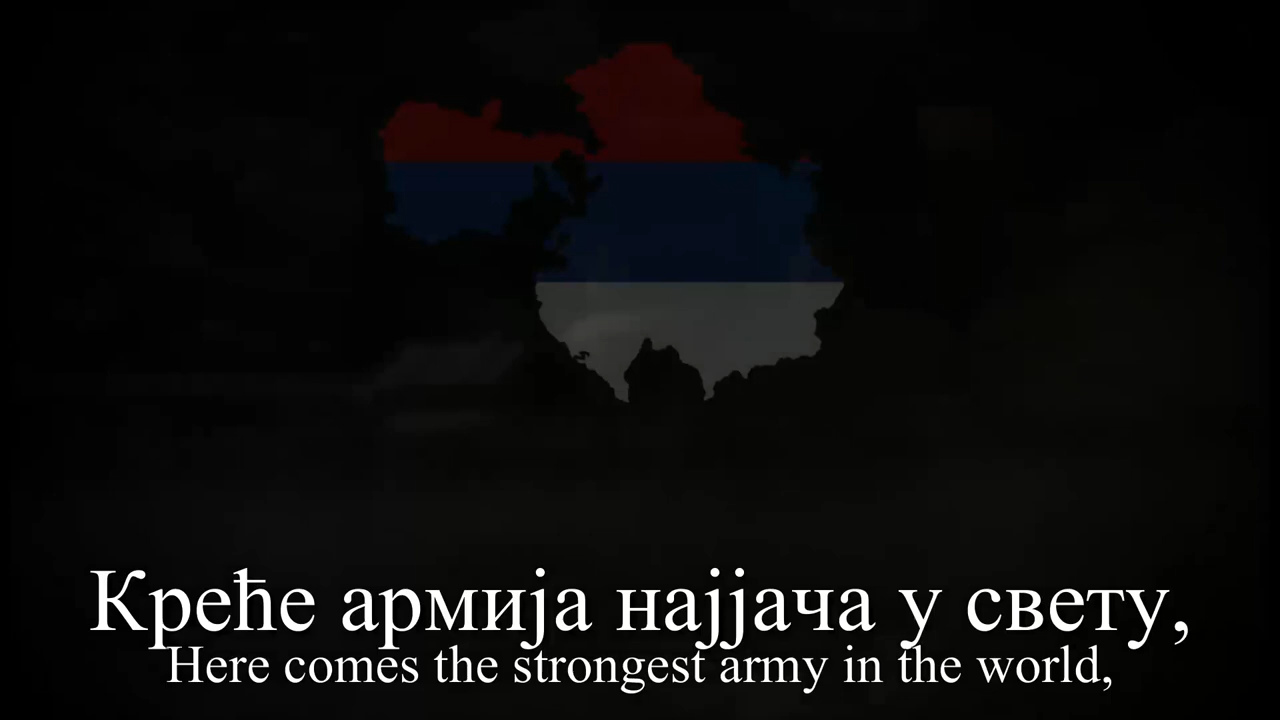 Креће армија најјача у свету,
Here comes the strongest army in the world,